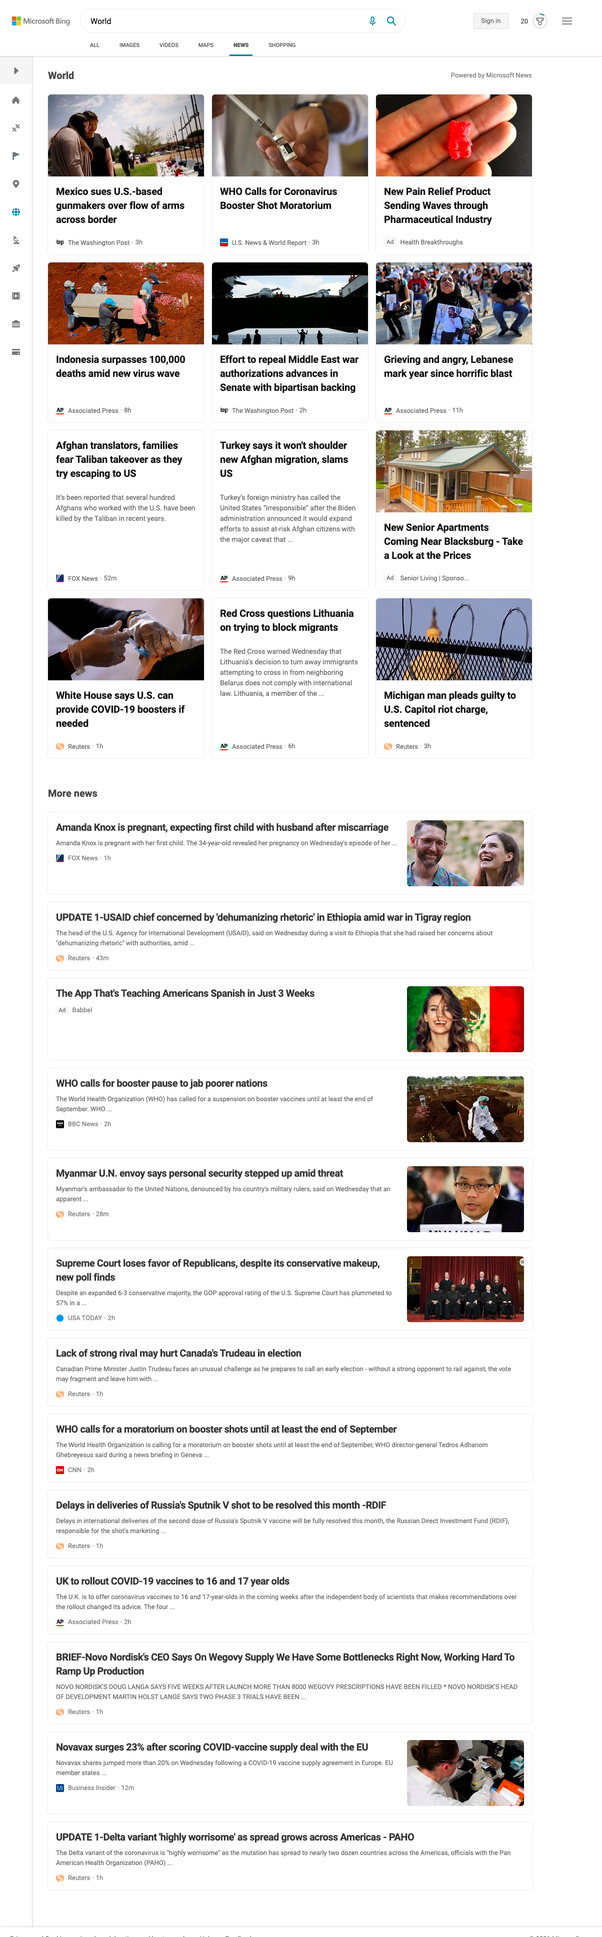 Microsoft Bing
World
Sign in
20
ALL
IMAGES
VIDEOS
MAPS
NEWS
SHOPPING
World
Powered by Microsoft News
Mexico sues U.S.-based
gunmakers over flow of arms
across border
wp The Washington Post · 3h
WHO Calls for Coronavirus
Booster Shot Moratorium
U.S. News & World Report · 3h
New Pain Relief Product
Sending Waves through
Pharmaceutical Industry
Ad Health Breakthroughs
Indonesia surpasses 100,000
deaths amid new virus wave
AP Associated Press · 8h
Effort to repeal Middle East war
authorizations advances in
Senate with bipartisan backing
wp The Washington Post · 2h
Grieving and angry, Lebanese
mark year since horrific blast
AP Associated Press · 11h
Afghan translators, families
fear Taliban takeover as they
try escaping to US
It's been reported that several hundred
Afghans who worked with the U.S. have been
killed by the Taliban in recent years.
FOX News · 52m
Turkey says it won't shoulder
new Afghan migration, slams
US
Turkey's foreign ministry has called the
United States "irresponsible" after the Biden
administration announced it would expand
efforts to assist at-risk Afghan citizens with
the major caveat that ...
AP Associated Press · 9h
New Senior Apartments
Coming Near Blacksburg - Take
a Look at the Prices
Ad Senior Living | Sponso...
White House says U.S. can
provide COVID-19 boosters if
needed
Reuters · 1h
Red Cross questions Lithuania
on trying to block migrants
The Red Cross warned Wednesday that
Lithuania's decision to turn away immigrants
attempting to cross in from neighboring
Belarus does not comply with international
law. Lithuania, a member of the ...
AP Associated Press · 6h
Michigan man pleads guilty to
U.S. Capitol riot charge,
sentenced
Reuters · 3h
More news
Amanda Knox is pregnant, expecting first child with husband after miscarriage
Amanda Knox is pregnant with her first child. The 34-year-old revealed her pregnancy on Wednesday's episode of her ...
FOX News · 1h
UPDATE 1-USAID chief concerned by 'dehumanizing rhetoric' in Ethiopia amid war in Tigray region
The head of the U.S. Agency for International Development (USAID), said on Wednesday during a visit to Ethiopia that she had raised her concerns about
"dehumanizing rhetoric" with authorities, amid ...
Reuters · 43m
The App That's Teaching Americans Spanish in Just 3 Weeks
Ad Babbel
WHO calls for booster pause to jab poorer nations
The World Health Organization (WHO) has called for a suspension on booster vaccines until at least the end of
September. WHO ...
BBC News · 2h
Myanmar U.N. envoy says personal security stepped up amid threat
Myanmar's ambassador to the United Nations, denounced by his country's military rulers, said on Wednesday that an
apparent ...
Reuters · 28m
MYANMAR
Supreme Court loses favor of Republicans, despite its conservative makeup,
new poll finds
Despite an expanded 6-3 conservative majority, the GOP approval rating of the U.S. Supreme Court has plummeted to
57% in a ...
USA TODAY · 2h
Lack of strong rival may hurt Canada's Trudeau in election
Canadian Prime Minister Justin Trudeau faces an unusual challenge as he prepares to call an early election - without a strong opponent to rail against, the vote
may fragment and leave him with ...
Reuters · 1h
WHO calls for a moratorium on booster shots until at least the end of September
The World Health Organization is calling for a moratorium on booster shots until at least the end of September, WHO director-general Tedros Adhanom
Ghebreyesus said during a news briefing in Geneva ...
CNN CNN · 2h
Delays in deliveries of Russia's Sputnik V shot to be resolved this month -RDIF
Delays in international deliveries of the second dose of Russia's Sputnik V vaccine will be fully resolved this month, the Russian Direct Investment Fund (RDIF),
responsible for the shot's marketing ...
Reuters · 1h
UK to rollout COVID-19 vaccines to 16 and 17 year olds
The U.K. is to offer coronavirus vaccines to 16 and 17-year-olds in the coming weeks after the independent body of scientists that makes recommendations over
the rollout changed its advice. The four ...
AP Associated Press · 2h
BRIEF-Novo Nordisk's CEO Says On Wegovy Supply We Have Some Bottlenecks Right Now, Working Hard To
Ramp Up Production
NOVO NORDISK'S DOUG LANGA SAYS FIVE WEEKS AFTER LAUNCH MORE THAN 8000 WEGOVY PRESCRIPTIONS HAVE BEEN FILLED * NOVO NORDISK'S HEAD
OF DEVELOPMENT MARTIN HOLST LANGE SAYS TWO PHASE 3 TRIALS HAVE BEEN ...
Reuters · 1h
Novavax surges 23% after scoring COVID-vaccine supply deal with the EU
Novavax shares jumped more than 20% on Wednesday following a COVID-19 vaccine supply agreement in Europe. EU
member states ...
BI Business Insider · 12m
UPDATE 1-Delta variant 'highly worrisome' as spread grows across Americas - PAHO
The Delta variant of the coronavirus is "highly worrisome" as the mutation has spread to nearly two dozen countries across the Americas, officials with the Pan
American Health Organization (PAHO) ...
Reuters · 1h